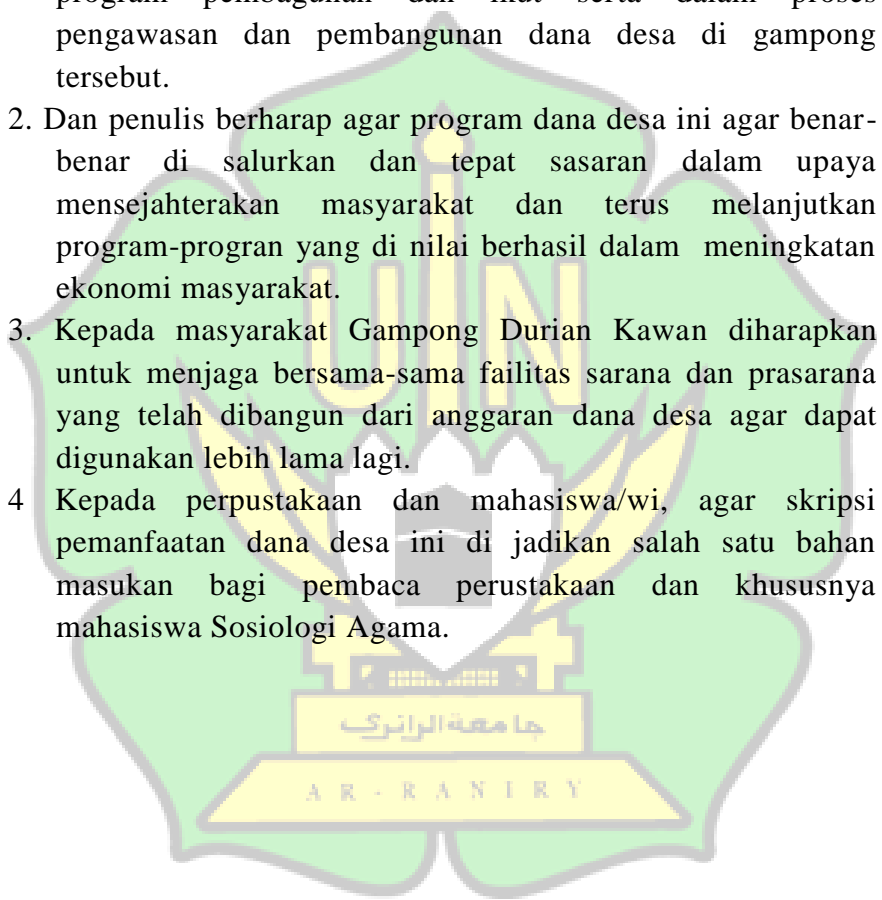 program pembagunan dan ikut serta dalam proses
pengawasan dan pembangunan dana desa di gampong
tersebut.
2. Dan penulis berharap agar program dana desa ini agar benar-
benar di salurkan dan tepat sasaran dalam upaya
mensejahterakan masyarakat dan terus melanjutkan
program-progran yang di nilai berhasil dalam meningkatan
ekonomi masyarakat.
3. Kepada masyarakat Gampong Durian Kawan diharapkan
untuk menjaga bersama-sama failitas sarana dan prasarana
yang telah dibangun dari anggaran dana desa agar dapat
digunakan lebih lama lagi.
4 Kepada perpustakaan dan mahasiswa/wi, agar skripsi
pemanfaatan dana desa ini di jadikan salah satu bahan
masukan bagi pembaca perustakaan dan khususnya
mahasiswa Sosiologi Agama.
UIN
جامعة الرانري
AR-RANIRY